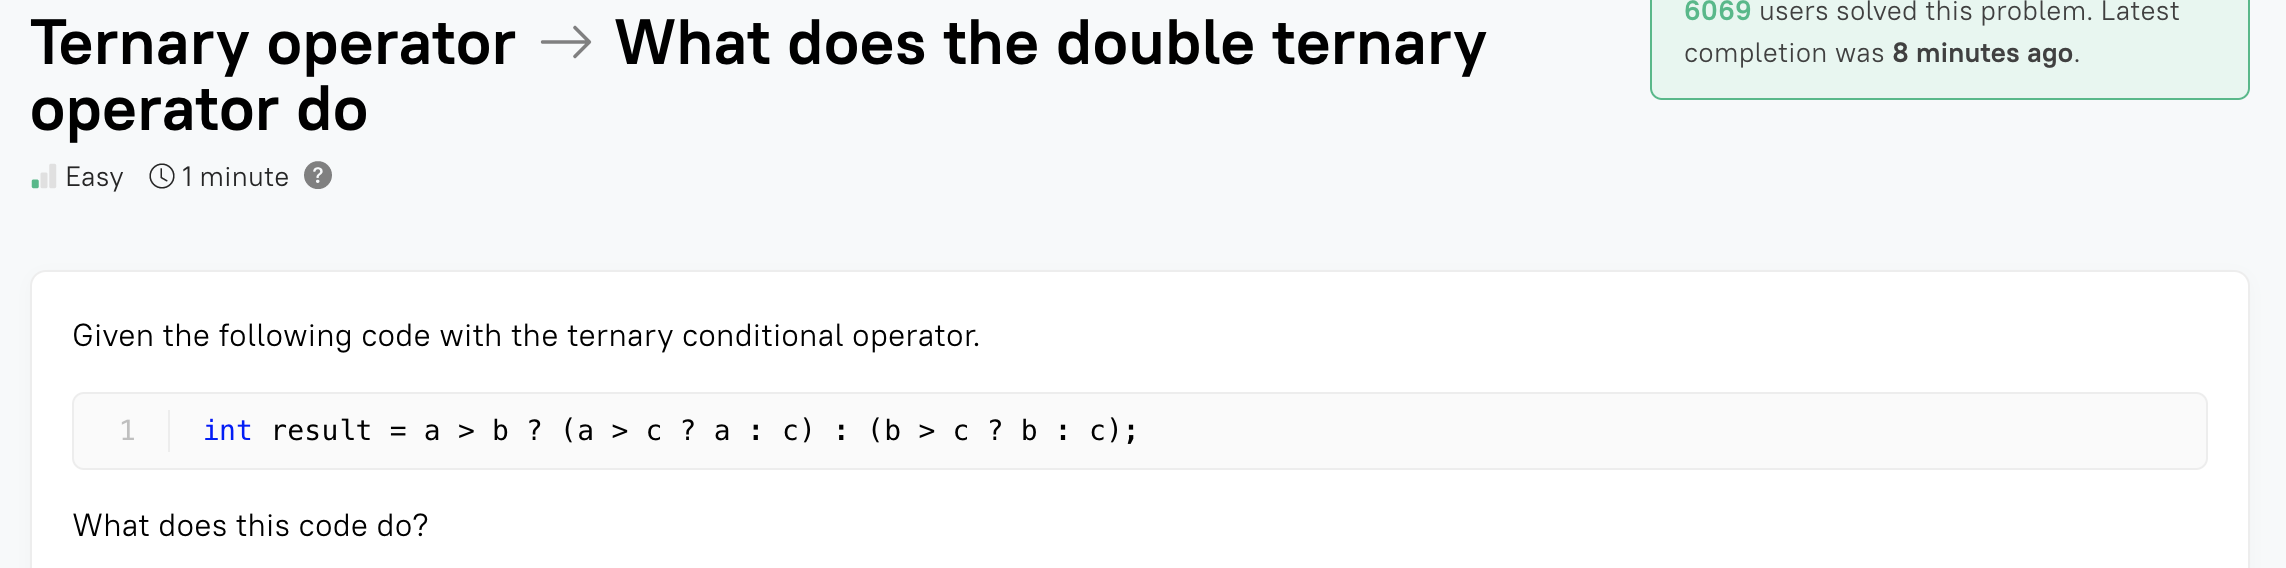 Ternary operator → What does the double ternary
operator do
6069 users solved this problem. Latest
completion was 8 minutes ago.
Easy 1 minute ?
Given the following code with the ternary conditional operator.
1 int result = a > b ? (a > c ? a : c) : (b > c ? b : c);
What does this code do?